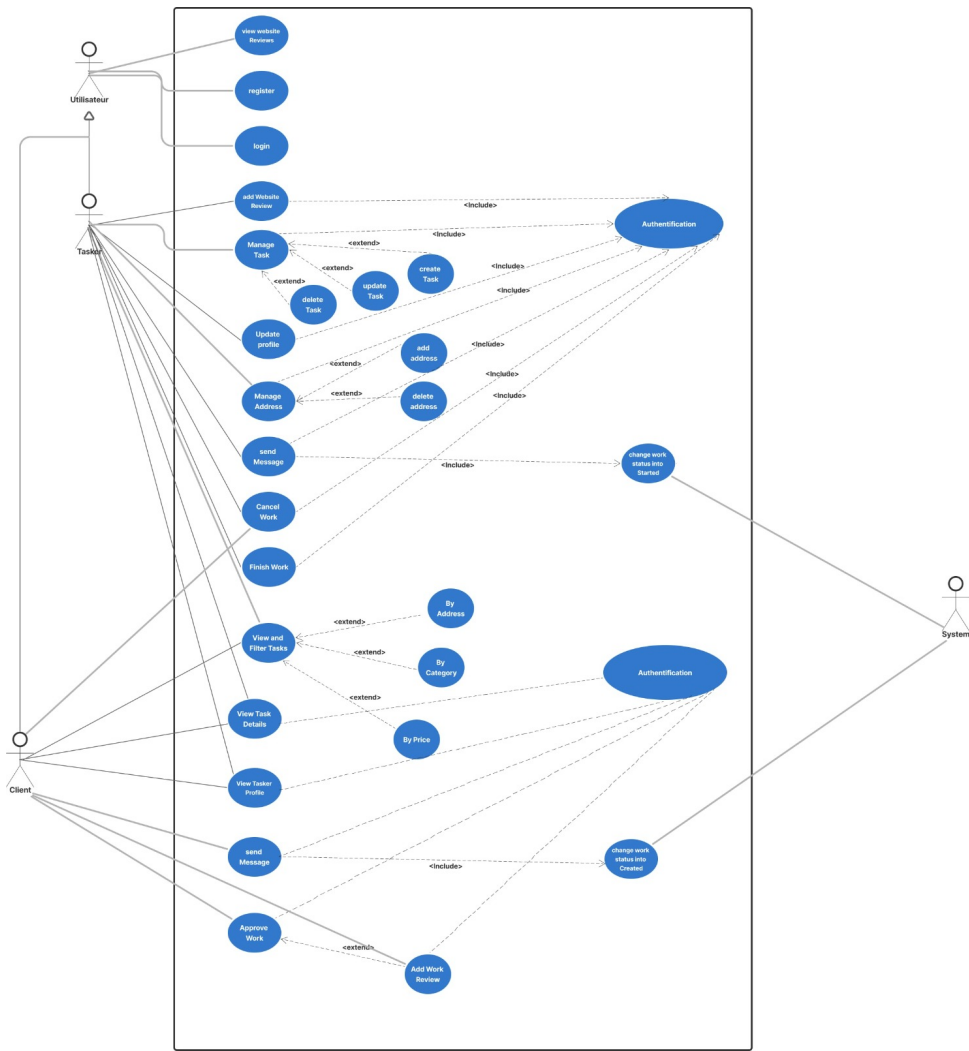 view website
Reviews
Utilisateur
register
login
add Website
Review
<Include>
Authentification
Tasker
Manage
Task
<Include>
<extend>
<Include>
create
Task
<extend>
update
Task
<extend>
delete
Task
<Include>
<Include>
Update
profile
add
address
<Include>
<extend>
<Include>
Manage
Address
<extend>
delete
address
<Include>
send
Message
<Include>
change work
status into
Started
Cancel
Work
Finish Work
System
By
Address
<extend>
View and
Filter Tasks
<extend>
By
Category
Authentification
<extend>
View Task
Details
By Price
Client
View Tasker
Profile
send
Message
<Include>
change work
status into
Created
Approve
Work
<extend>
Add Work
Review